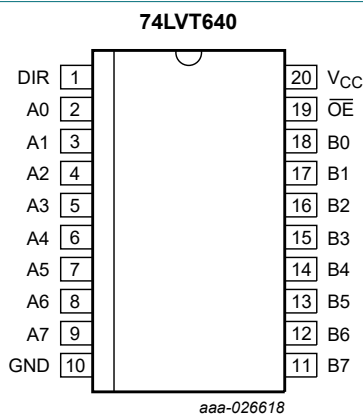 74LVT640
DIR 1 20 VCC
A0 2 19 OE
A1 3 18 B0
A2 4 17 B1
A3 5 16 B2
A4 6 15 B3
A5 7 14 B4
A6 8 13 B5
A7 9 12 B6
GND 10 11 B7
aaa-026618